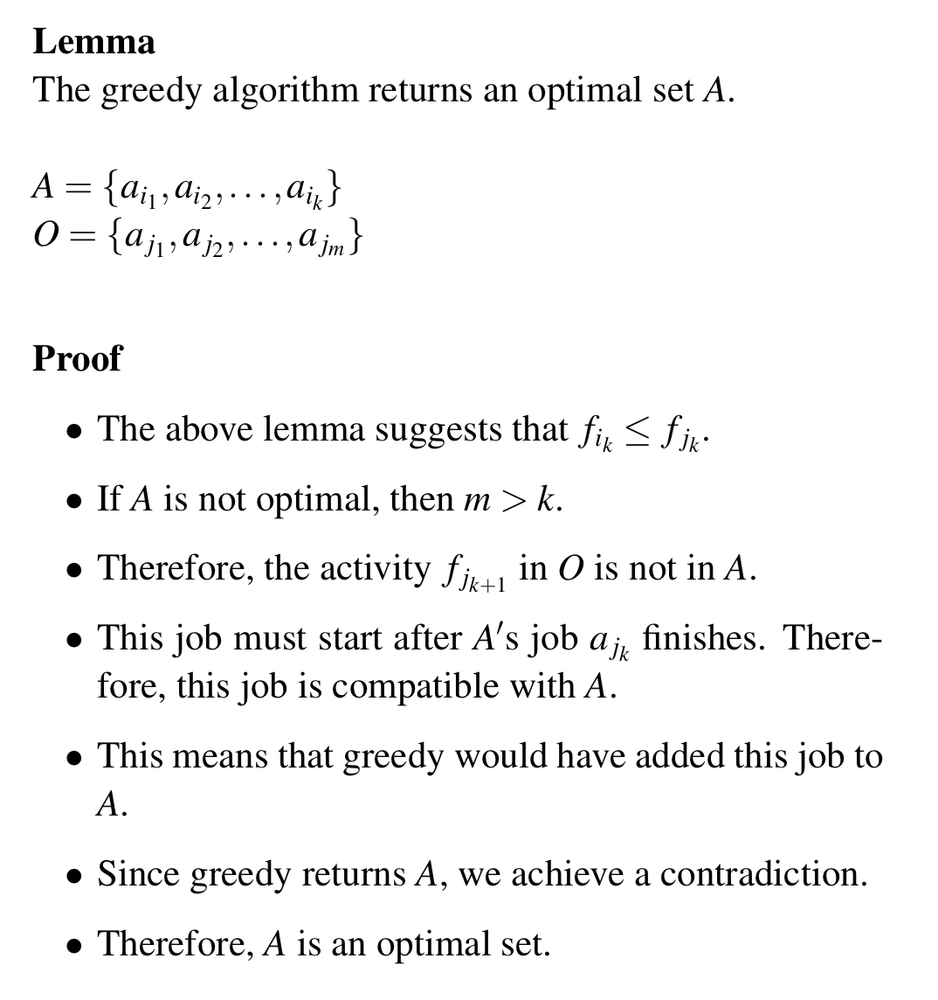 Lemma
The greedy algorithm returns an optimal set A.
A = {a_{i_1}, a_{i_2}, ..., a_{i_k}}
O = {a_{j_1}, a_{j_2}, ..., a_{j_m}}
Proof
• The above lemma suggests that f_{i_k} ≤ f_{j_k}.
• If A is not optimal, then m > k.
• Therefore, the activity f_{j_{k+1}} in O is not in A.
• This job must start after A′s job a_{j_k} finishes. There-
fore, this job is compatible with A.
• This means that greedy would have added this job to
A.
• Since greedy returns A, we achieve a contradiction.
• Therefore, A is an optimal set.